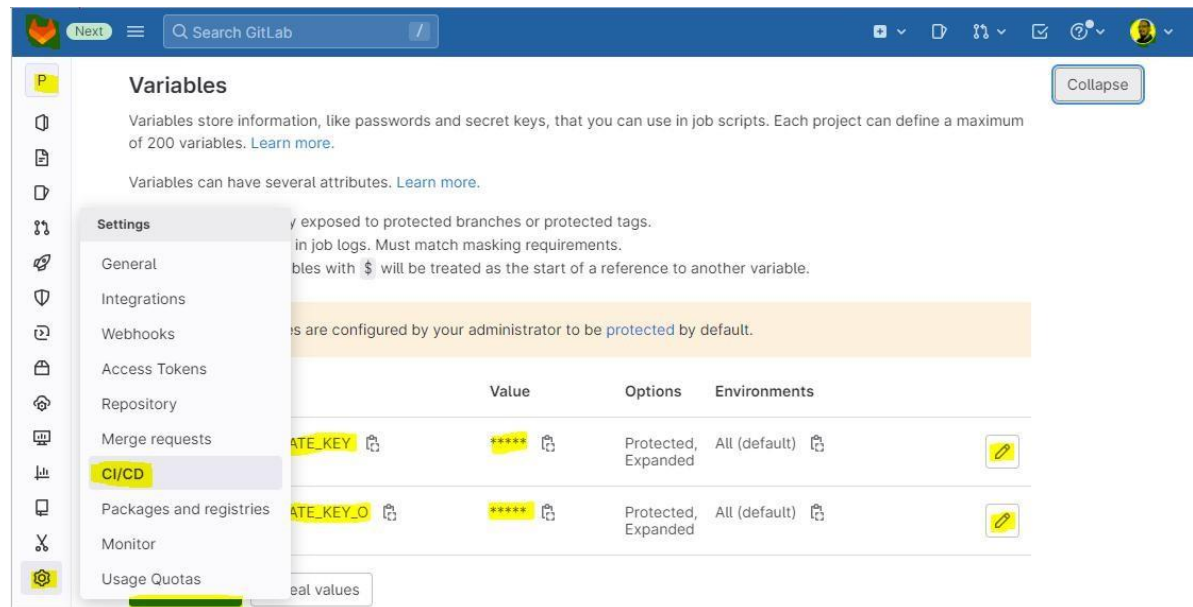 Next
Search GitLab
/
P
Variables
Collapse
Variables store information, like passwords and secret keys, that you can use in job scripts. Each project can define a maximum
of 200 variables. Learn more.
Variables can have several attributes. Learn more.
Settings
exposed to protected branches or protected tags.
in job logs. Must match masking requirements.
General
with $ will be treated as the start of a reference to another variable.
Integrations
are configured by your administrator to be protected by default.
Webhooks
Access Tokens
Value Options Environments
Repository
Merge requests
ATE_KEY ***** Protected, All (default)
Expanded
CI/CD
Packages and registries
ATE_KEY_O ***** Protected, All (default)
Expanded
Monitor
Usage Quotas
values